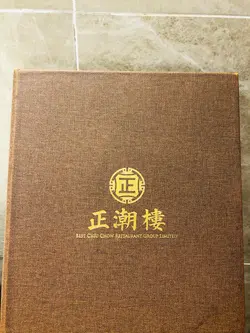 正
正潮樓
BEST CHIU CHOW RESTAURANT GROUP LIMITED